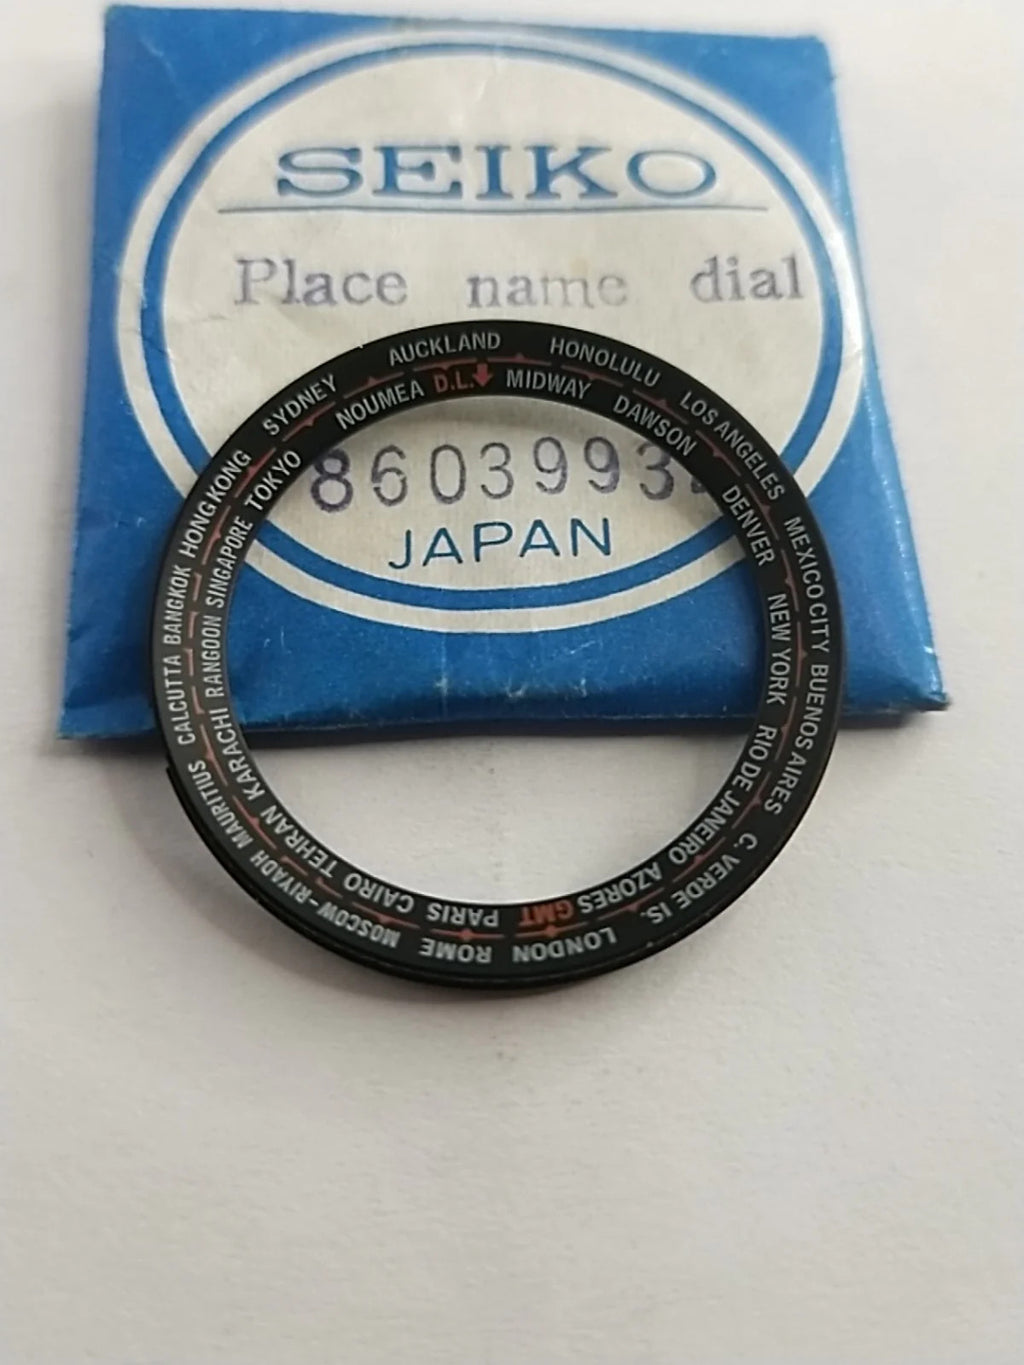 SEIKO
Place name dial
8603993
JAPAN
AUCKLAND HONOLULU LOS ANGELES MEXICO CITY BUENOS AIRES C. VERDE IS. LONDON ROME MOSCOW-RIYADH MAURITIUS CALCUTTA BANGKOK HONG KONG SYDNEY
D.L. MIDWAY DAWSON DENVER NEW YORK RIO DE JANEIRO AZORES GMT PARIS CAIRO TEHRAN KARACHI RANGOON SINGAPORE TOKYO NOUMEA